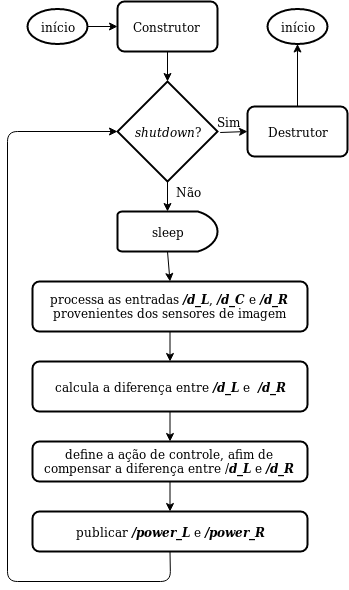 início
Construtor
início
shutdown?
Sim
Destrutor
Não
sleep
processa as entradas /d_L, /d_C e /d_R
provenientes dos sensores de imagem
calcula a diferença entre /d_L e /d_R
define a ação de controle, afim de
compensar a diferença entre /d_L e /d_R
publicar /power_L e /power_R